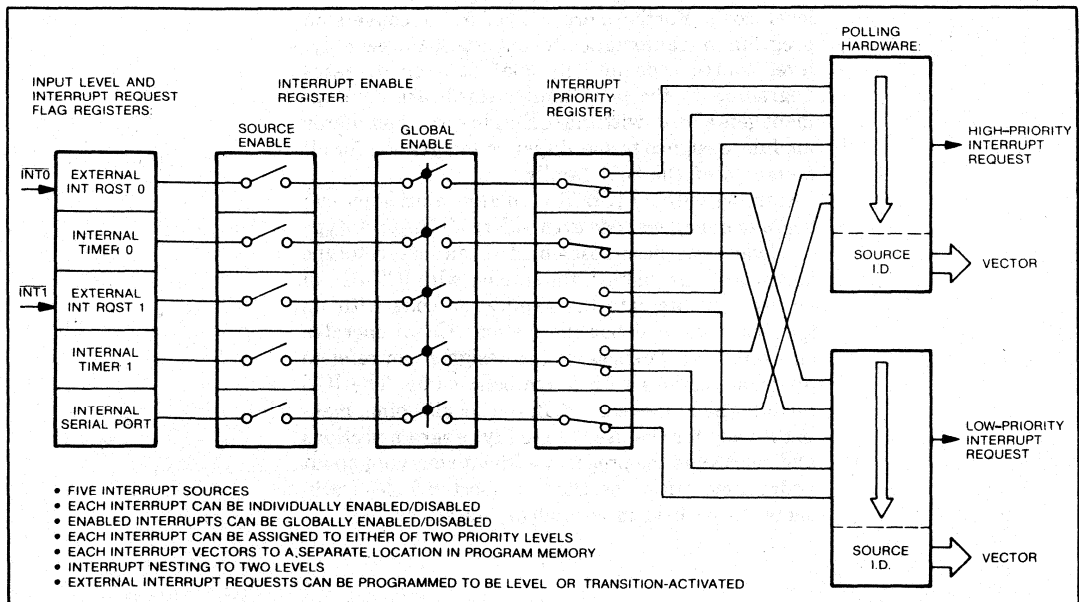 INPUT LEVEL AND
INTERRUPT REQUEST
FLAG REGISTERS:
INTERRUPT ENABLE
REGISTER:
SOURCE
ENABLE
GLOBAL
ENABLE
INTERRUPT
PRIORITY
REGISTER:
POLLING
HARDWARE:
INT0
EXTERNAL
INT RQST 0
INTERNAL
TIMER 0
INT1
EXTERNAL
INT RQST 1
INTERNAL
TIMER 1
INTERNAL
SERIAL PORT
HIGH-PRIORITY
INTERRUPT
REQUEST
SOURCE
I.D.
VECTOR
LOW-PRIORITY
INTERRUPT
REQUEST
SOURCE
I.D.
VECTOR
• FIVE INTERRUPT SOURCES
• EACH INTERRUPT CAN BE INDIVIDUALLY ENABLED/DISABLED
• ENABLED INTERRUPTS CAN BE GLOBALLY ENABLED/DISABLED
• EACH INTERRUPT CAN BE ASSIGNED TO EITHER OF TWO PRIORITY LEVELS
• EACH INTERRUPT VECTORS TO A SEPARATE LOCATION IN PROGRAM MEMORY
• INTERRUPT NESTING TO TWO LEVELS
• EXTERNAL INTERRUPT REQUESTS CAN BE PROGRAMMED TO BE LEVEL OR TRANSITION-ACTIVATED